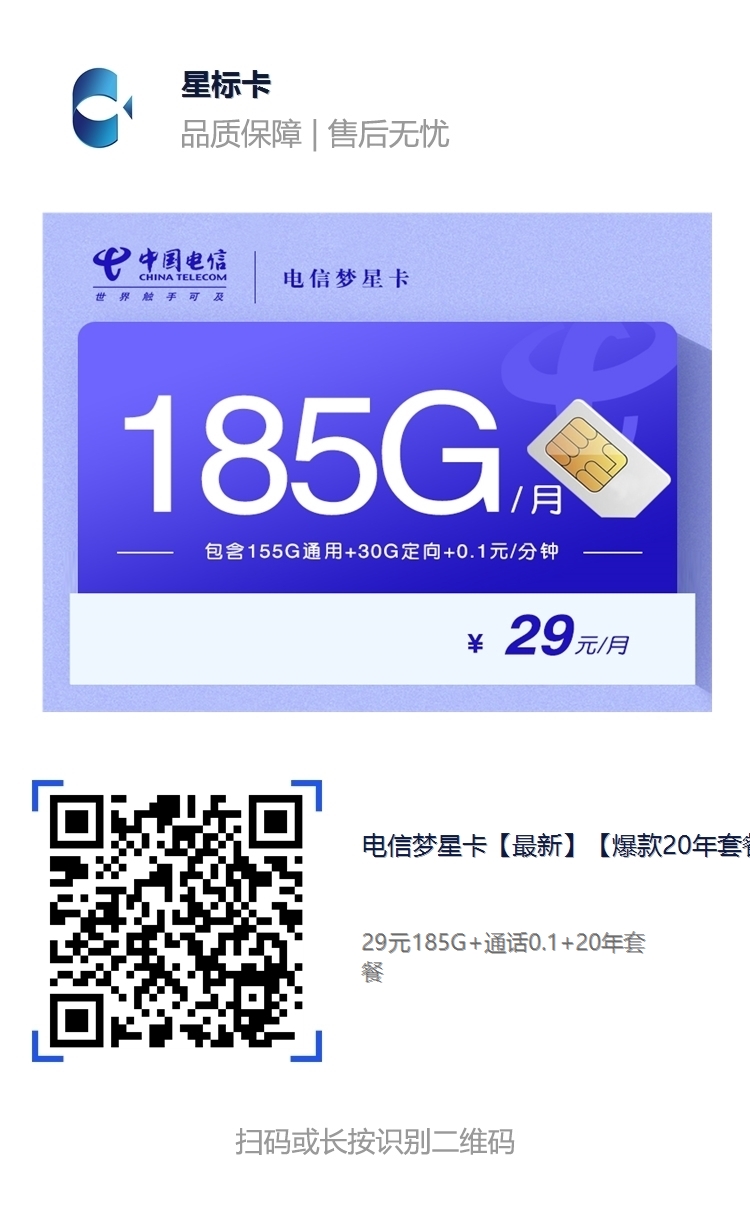 星标卡
品质保障 | 售后无忧
中国电信
CHINA TELECOM
世界触手可及
电信梦星卡
185G/月
包含155G通用+30G定向+0.1元/分钟
¥ 29元/月
电信梦星卡【最新】【爆款20年套餐
29元185G+通话0.1+20年套
餐
扫码或长按识别二维码